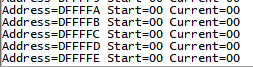 Address=DFFFFA Start=00 Current=00
Address=DFFFFB Start=00 Current=00
Address=DFFFFC Start=00 Current=00
Address=DFFFFD Start=00 Current=00
Address=DFFFFE Start=00 Current=00